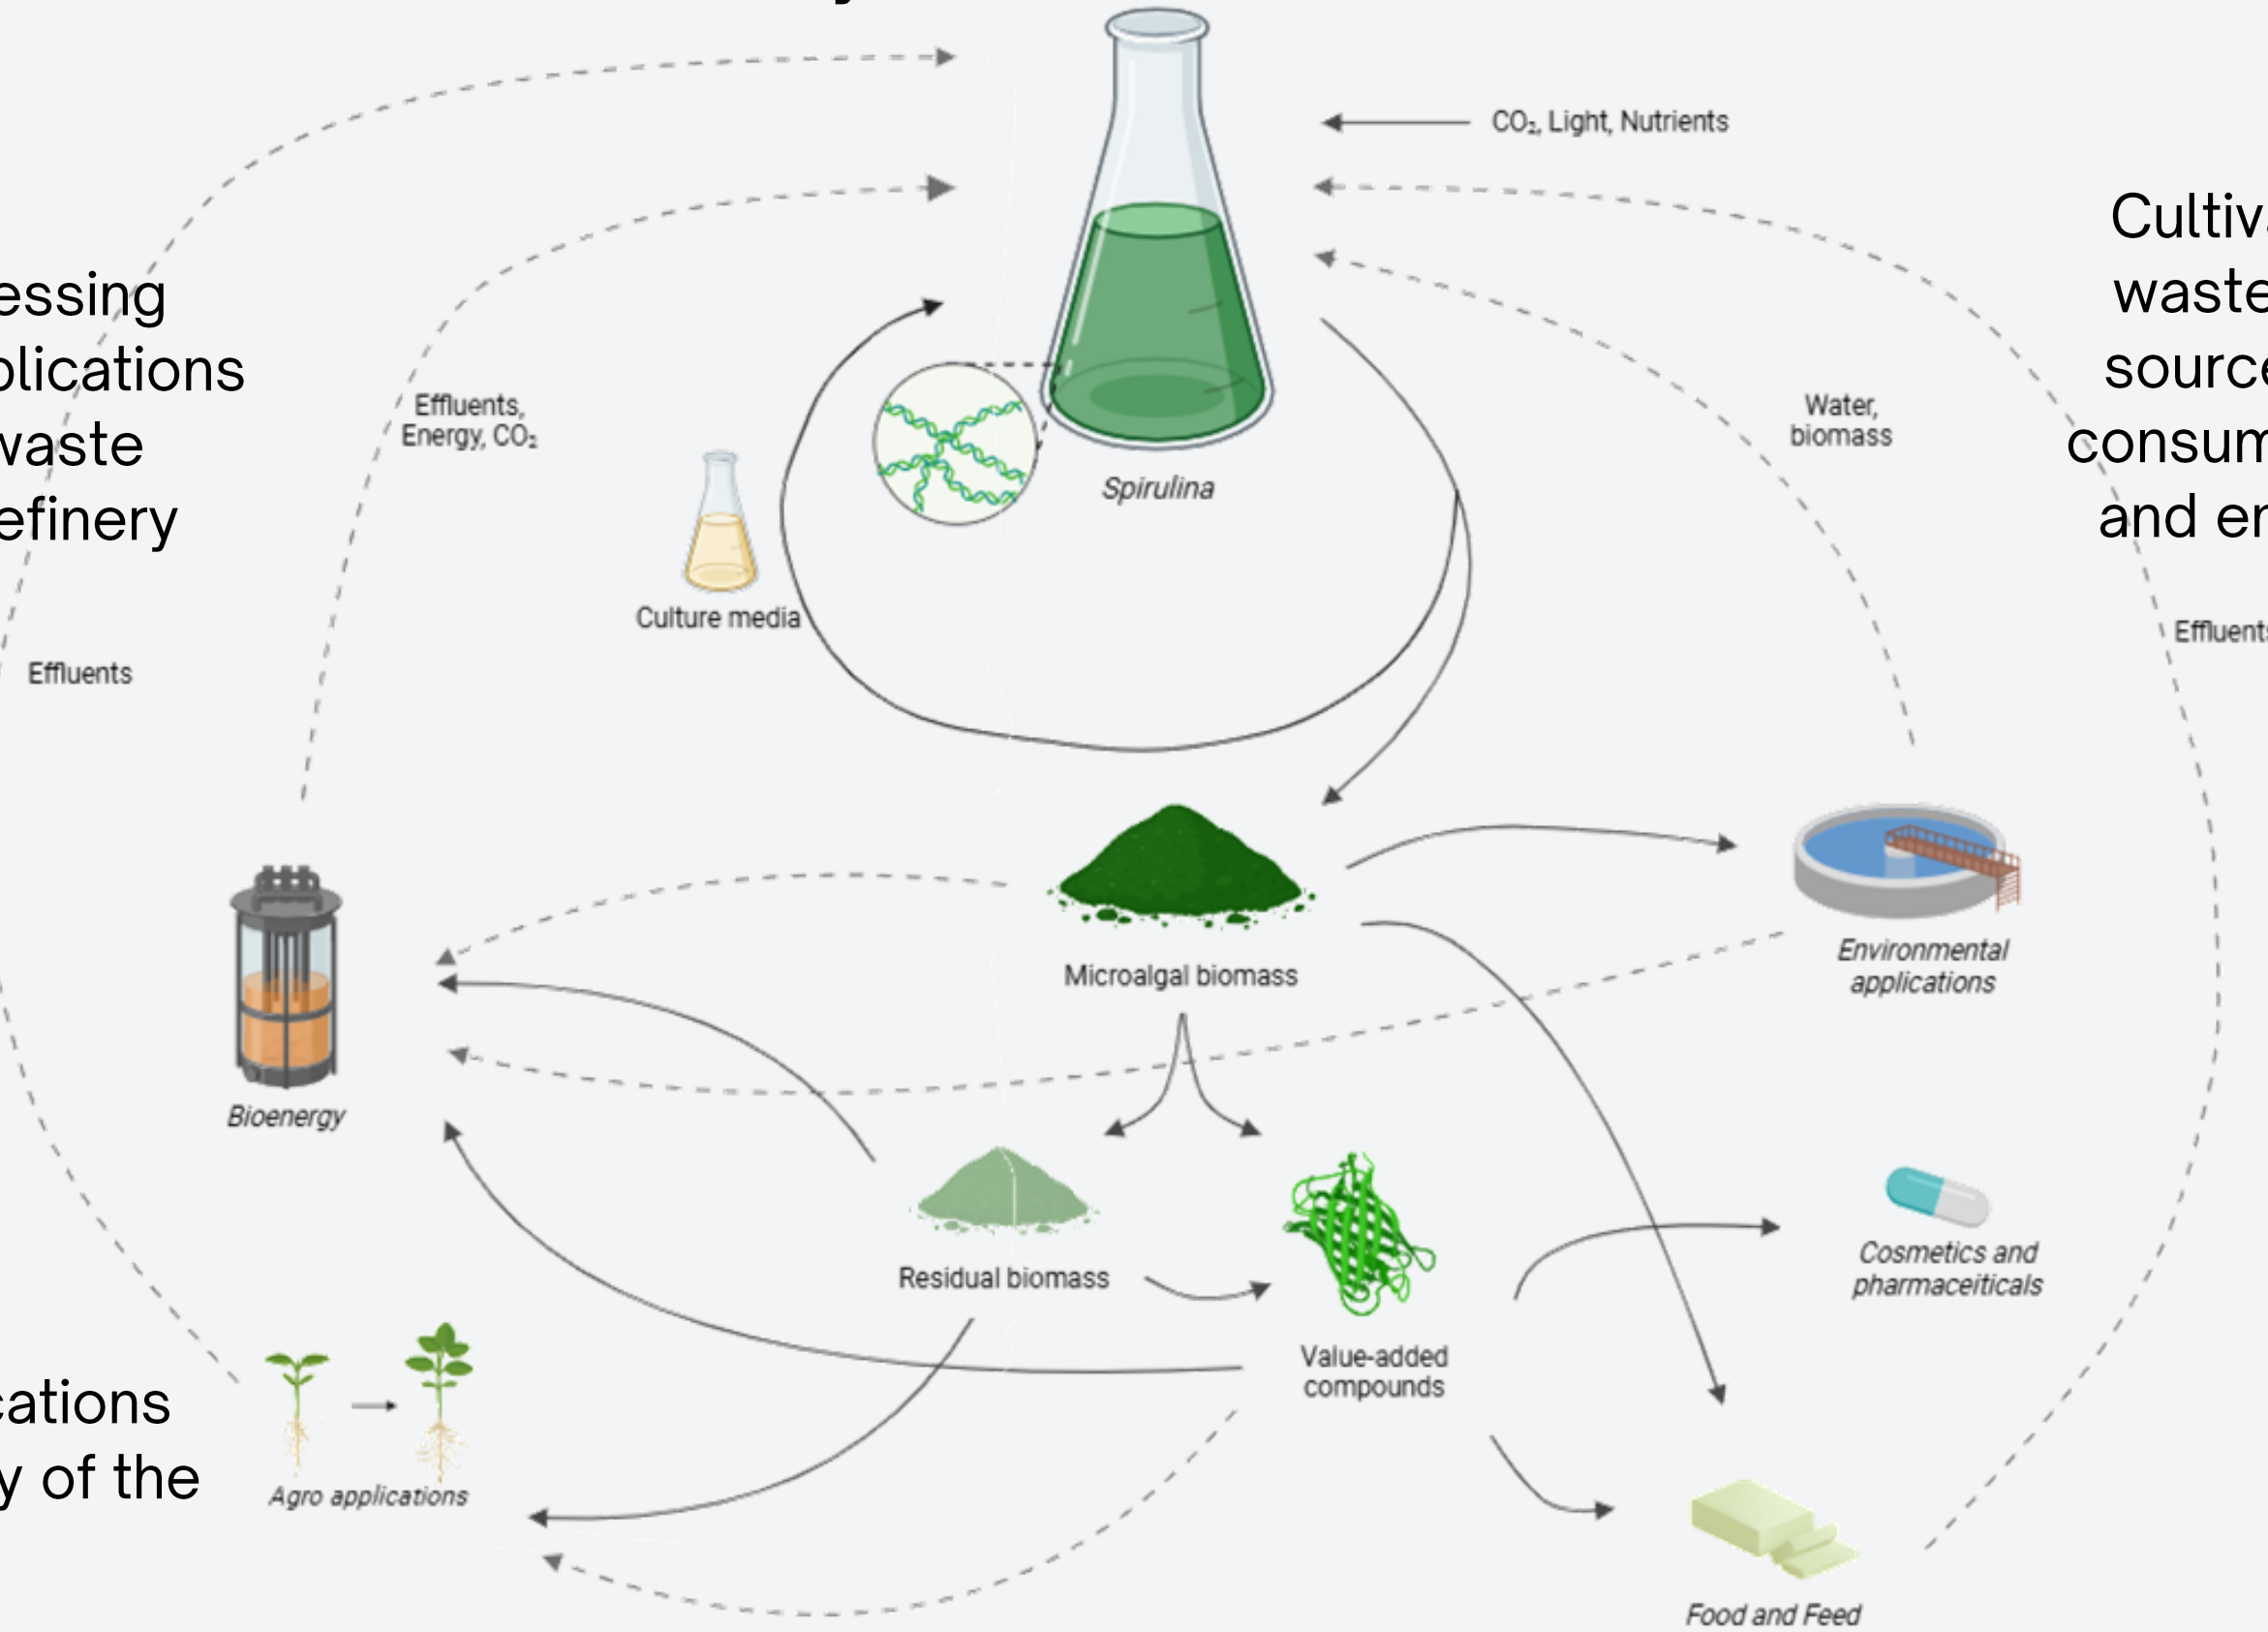 CO₂, Light, Nutrients
Cultiv
waste
source
consum
and er
essing
plications
waste
efinery
Effluents,
Energy, CO₂
Water,
biomass
Spirulina
Culture media
Effluents
Effluents
Microalgal biomass
Environmental
applications
Bioenergy
Residual biomass
Cosmetics and
pharmaceiticals
Value-added
compounds
cations
y of the
Agro applications
Food and Feed